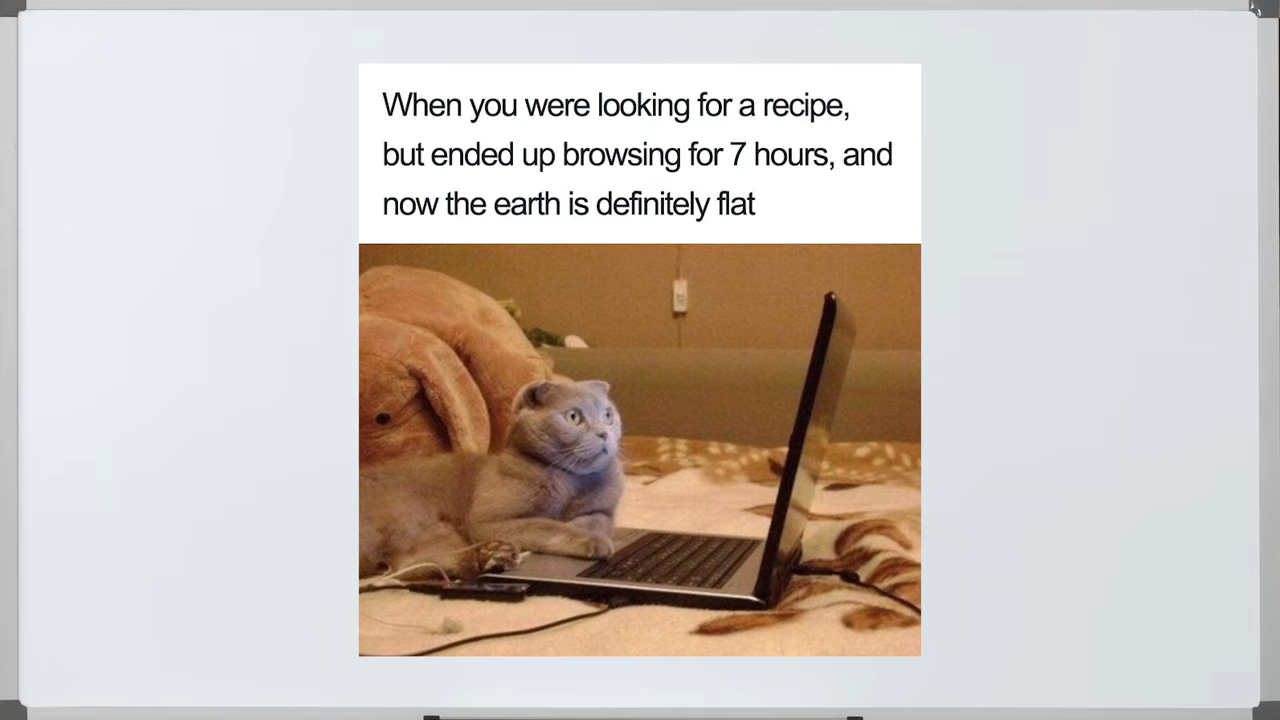 When you were looking for a recipe,
but ended up browsing for 7 hours, and
now the earth is definitely flat